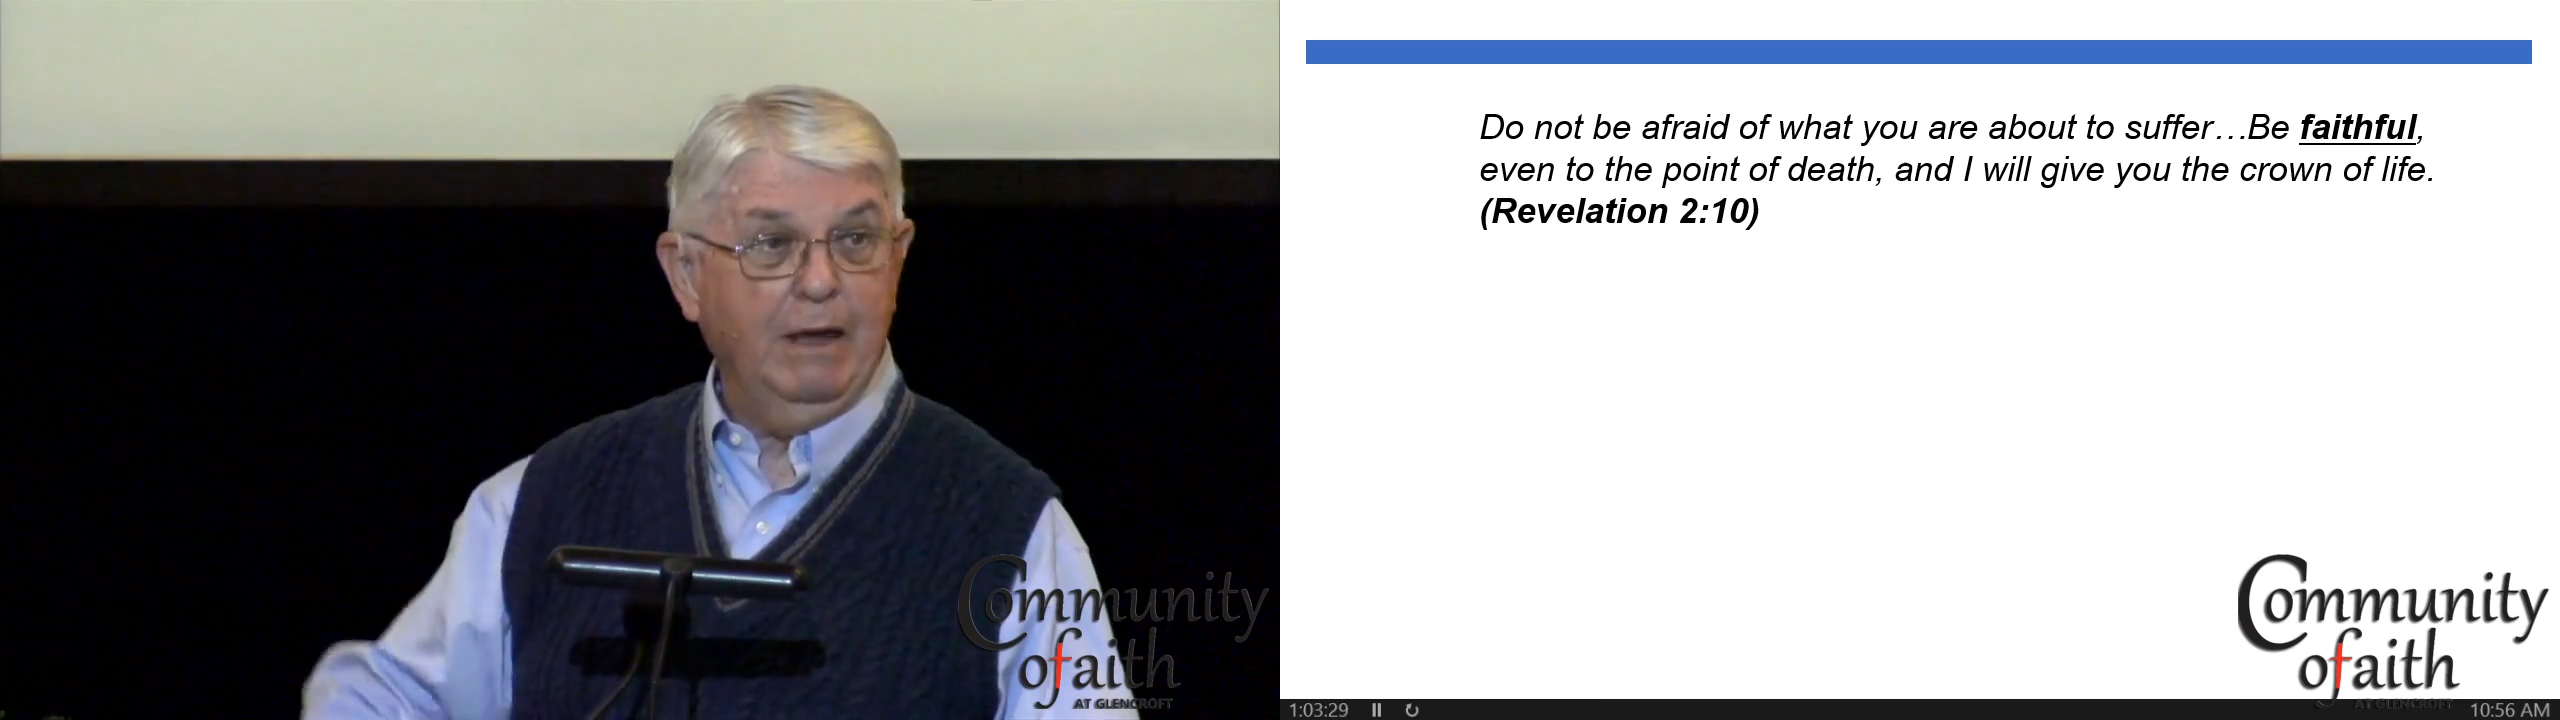 Do not be afraid of what you are about to suffer…Be faithful,
even to the point of death, and I will give you the crown of life.
(Revelation 2:10)
Community
of faith
AT GLENCROFT
Community
of faith
AT GLENCROFT
1:03:29
10:56 AM